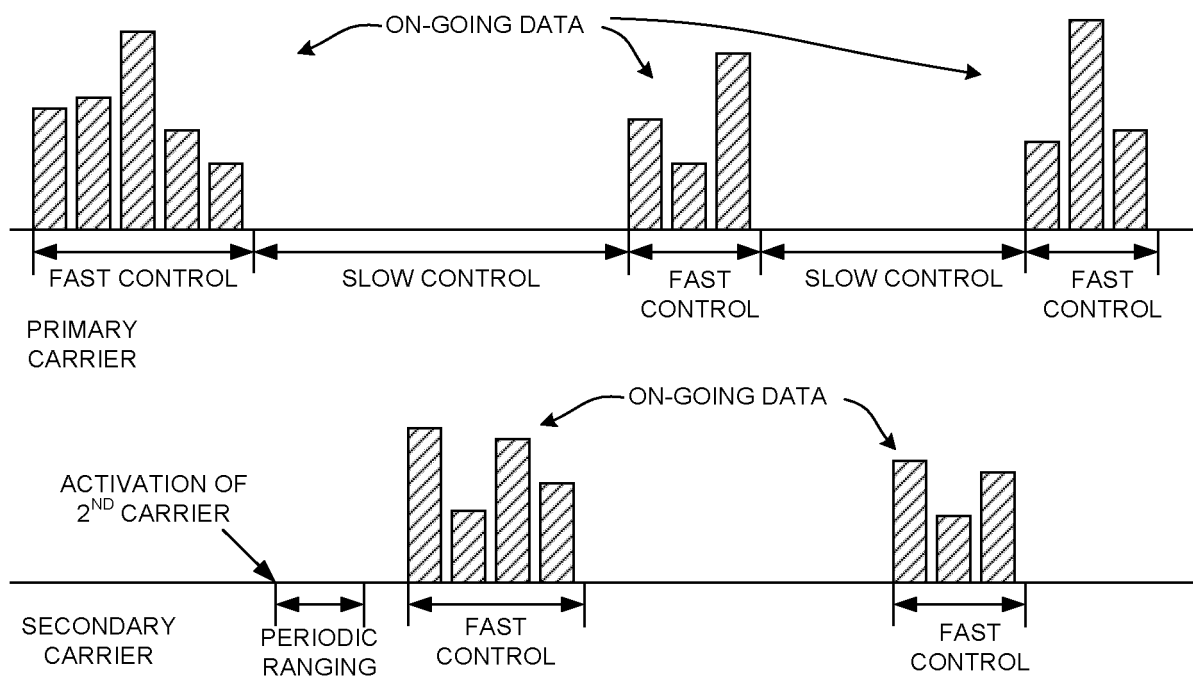 ON-GOING DATA
FAST CONTROL
SLOW CONTROL
FAST
CONTROL
SLOW CONTROL
FAST
CONTROL
PRIMARY
CARRIER
ON-GOING DATA
ACTIVATION OF
2ND CARRIER
SECONDARY
CARRIER
PERIODIC
RANGING
FAST
CONTROL
FAST
CONTROL